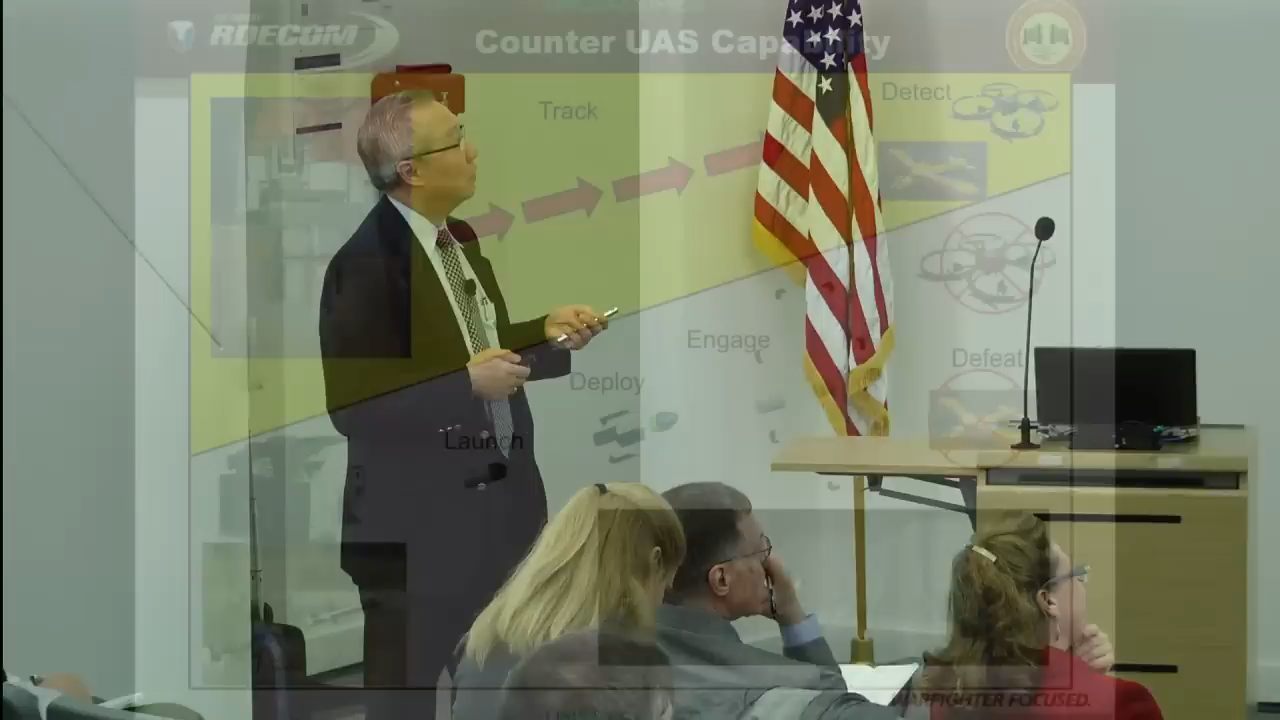 RDECOM
Counter UAS Capability
Track
Detect
Engage
Defeat
Deploy
Launch
WARFIGHTER FOCUSED.